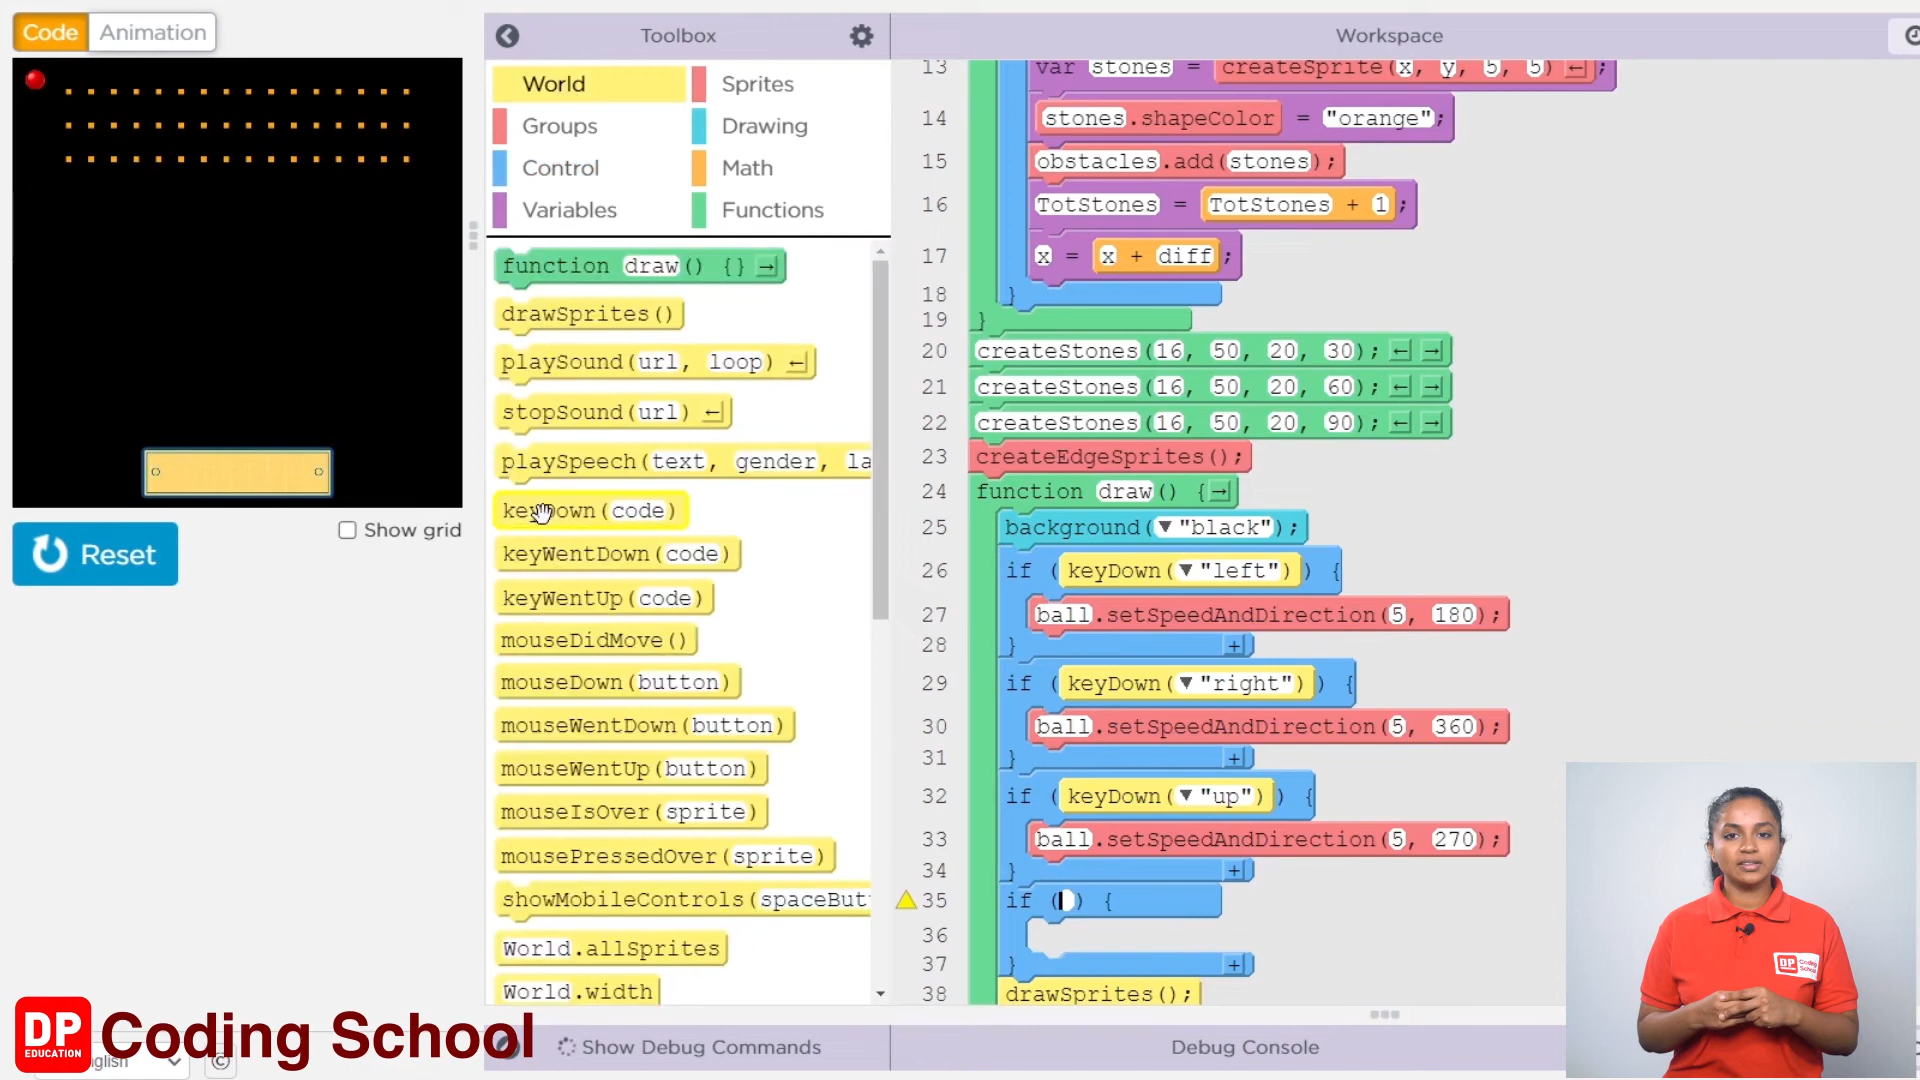 Code
Animation
Toolbox
Workspace
World
Sprites
Groups
Drawing
Control
Math
Variables
Functions
function draw() {}
drawSprites()
playSound(url, loop)
stopSound(url)
playSpeech(text, gender, la
keyDown(code)
keyWentDown(code)
keyWentUp(code)
mouseDidMove()
mouseDown(button)
mouseWentDown(button)
mouseWentUp(button)
mouseIsOver(sprite)
mousePressedOver(sprite)
showMobileControls(spaceBut
World.allSprites
World.width
Reset
Show grid
13 var stones = createSprite(x, y, 5, 5);
14 stones.shapeColor = "orange";
15 obstacles.add(stones);
16 TotStones = TotStones + 1;
17 x = x + diff;
18 }
19 }
20 createStones(16, 50, 20, 30);
21 createStones(16, 50, 20, 60);
22 createStones(16, 50, 20, 90);
23 createEdgeSprites();
24 function draw() {
25 background("black");
26 if (keyDown("left")) {
27 ball.setSpeedAndDirection(5, 180);
28 }
29 if (keyDown("right")) {
30 ball.setSpeedAndDirection(5, 360);
31 }
32 if (keyDown("up")) {
33 ball.setSpeedAndDirection(5, 270);
34 }
35 if () {
36
37 }
38 drawSprites();
Show Debug Commands
Debug Console
DP EDUCATION
Coding School
DP Coding School